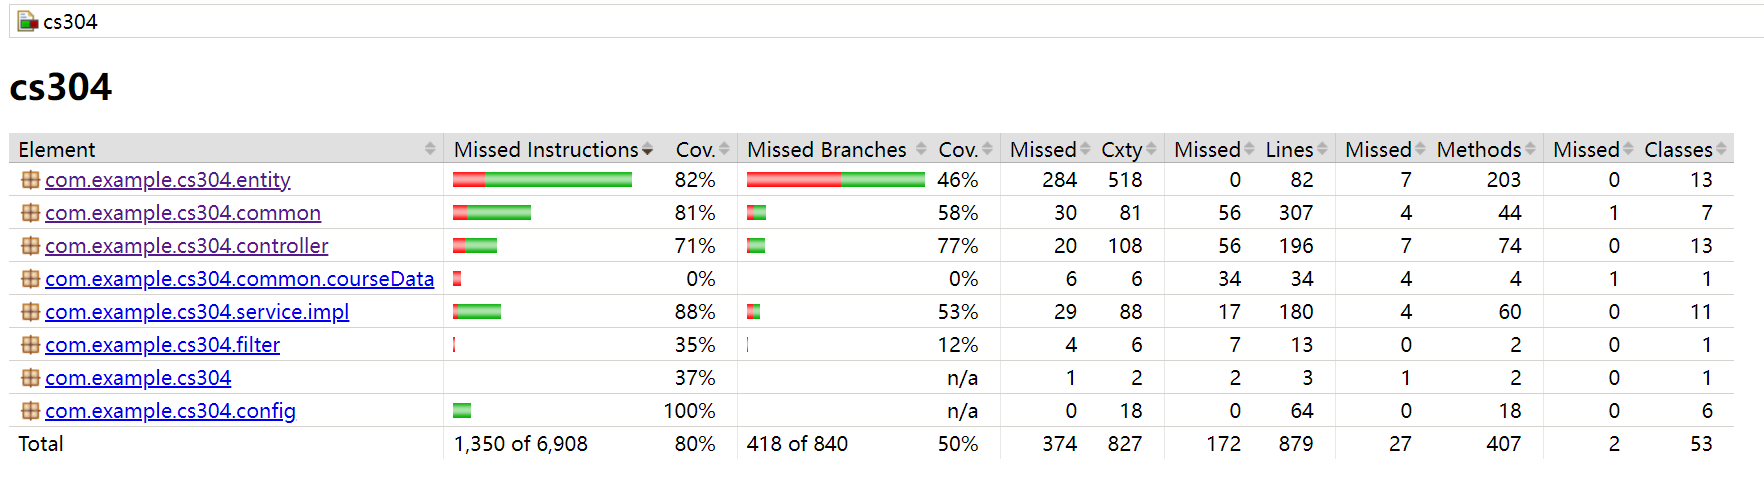 cs304
cs304
Element Missed Instructions Cov. Missed Branches Cov. Missed Cxty Missed Lines Missed Methods Missed Classes
com.example.cs304.entity 82% 46% 284 518 0 82 7 203 0 13
com.example.cs304.common 81% 58% 30 81 56 307 4 44 1 7
com.example.cs304.controller 71% 77% 20 108 56 196 7 74 0 13
com.example.cs304.common.courseData 0% 0% 6 6 34 34 4 4 1 1
com.example.cs304.service.impl 88% 53% 29 88 17 180 4 60 0 11
com.example.cs304.filter 35% 12% 4 6 7 13 0 2 0 1
com.example.cs304 37% n/a 1 2 2 3 1 2 0 1
com.example.cs304.config 100% n/a 0 18 0 64 0 18 0 6
Total 1,350 of 6,908 80% 418 of 840 50% 374 827 172 879 27 407 2 53